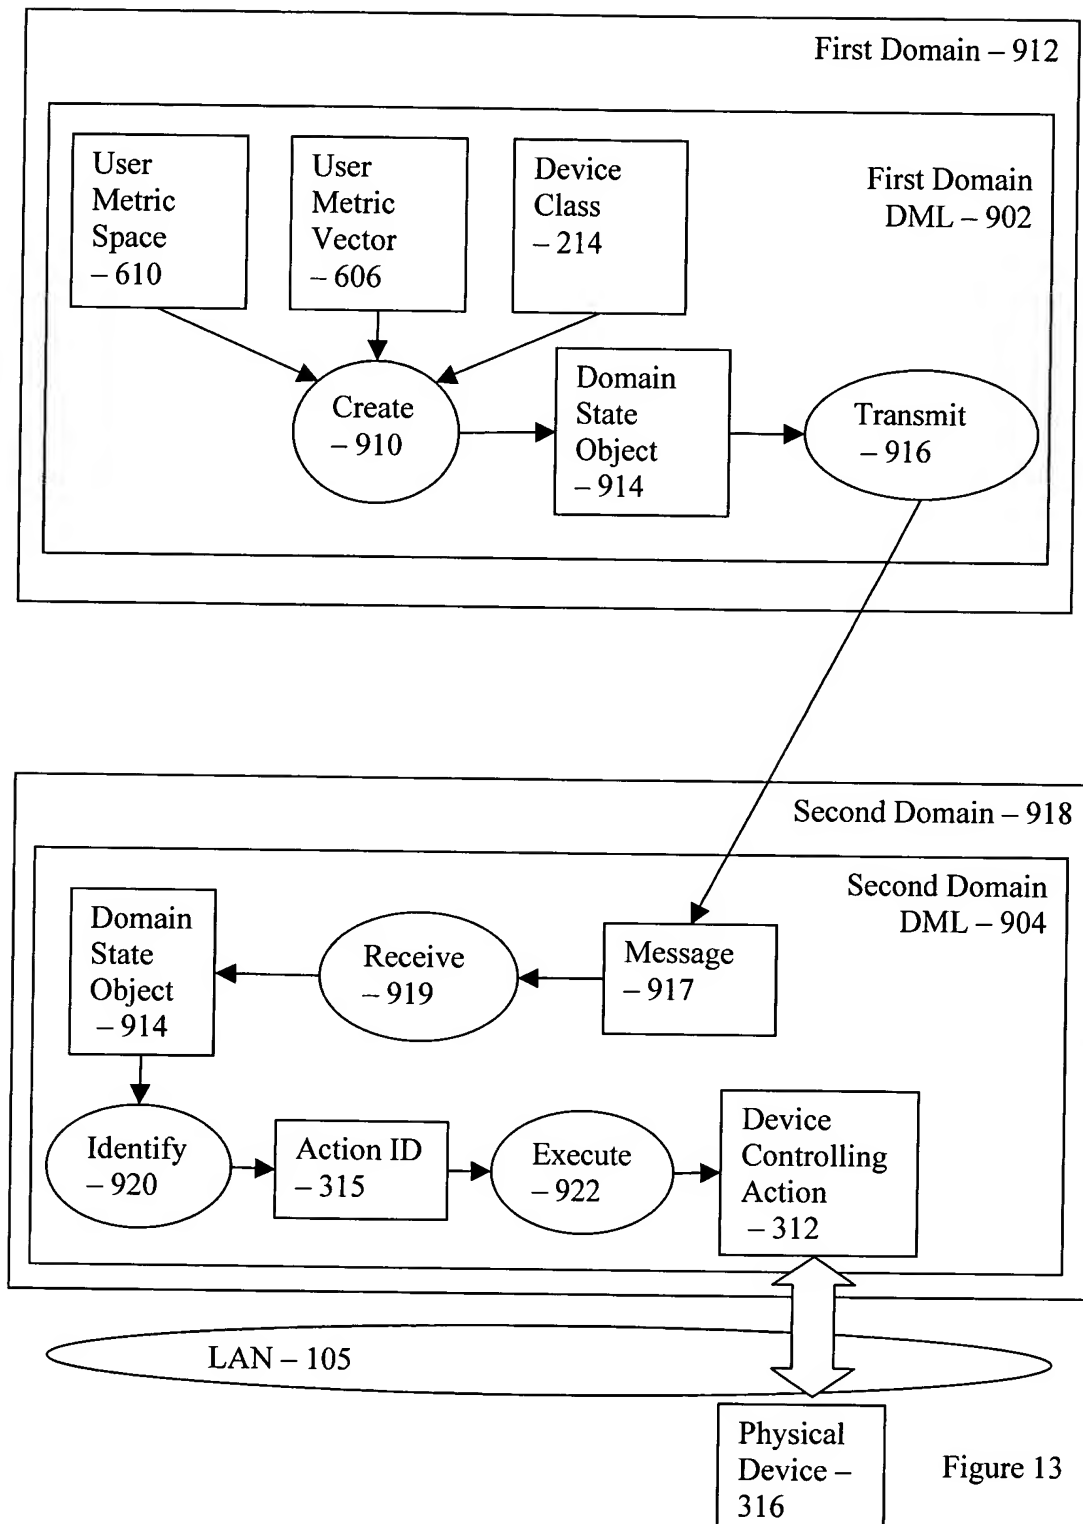 First Domain – 912
User
Metric
Space
– 610
User
Metric
Vector
– 606
Device
Class
– 214
First Domain
DML – 902
Create
– 910
Domain
State
Object
– 914
Transmit
– 916
Second Domain – 918
Second Domain
DML – 904
Domain
State
Object
– 914
Receive
– 919
Message
– 917
Identify
– 920
Action ID
– 315
Execute
– 922
Device
Controlling
Action
– 312
LAN – 105
Physical
Device –
316
Figure 13